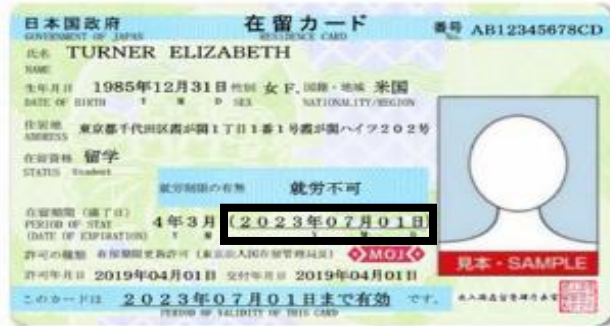 日本国政府 在留カード 番号 AB12345678CD
GOVERNMENT OF JAPAN RESIDENCE CARD No.
氏名 TURNER ELIZABETH
NAME
生年月日 1985年12月31日 性別 女 F. 国籍・地域 米国
DATE OF BIRTH Y M D SEX NATIONALITY/REGION
住居地 東京都千代田区霞が関1丁目1番1号霞が関ハイツ202号
ADDRESS
在留資格 留学
STATUS Student
就労制限の有無 就労不可
在留期間(満了日) 4年3月(2023年07月01日)
PERIOD OF STAY
(DATE OF EXPIRATION) Y M Y M D
許可の種類 在留期間更新許可(東京出入国在留管理局長) MOJ
見本・SAMPLE
許可年月日 2019年04月01日 交付年月日 2019年04月01日
このカードは 2023年07月01日まで有効 です。
PERIOD OF VALIDITY OF THIS CARD
出入国在留管理庁長官